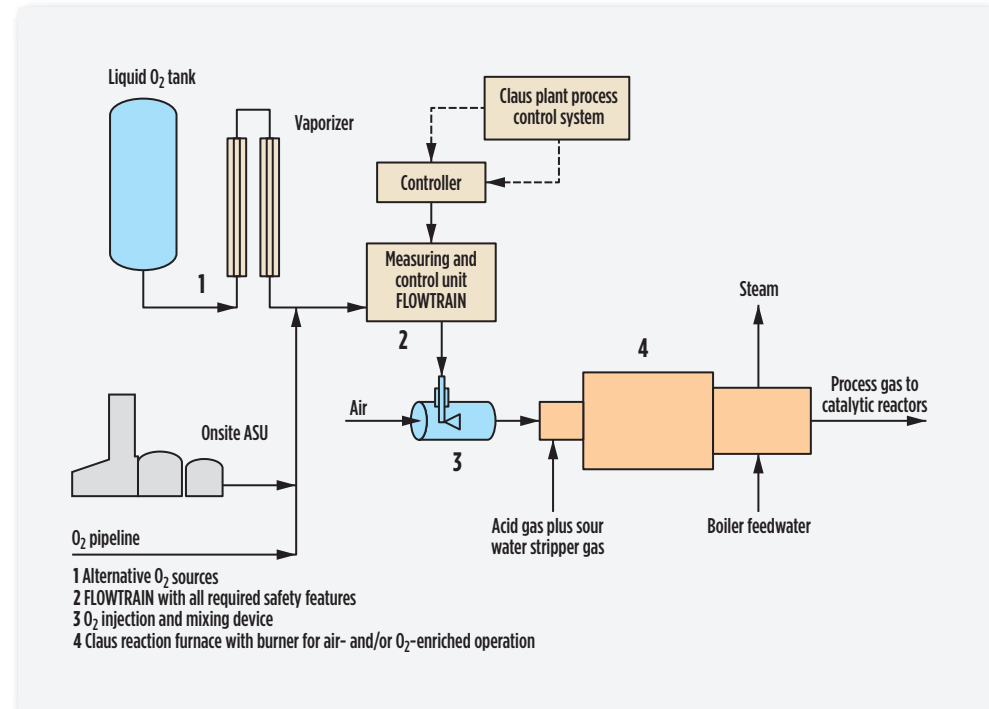 Liquid O₂ tank
Vaporizer
Claus plant process
control system
Controller
Measuring and
control unit
FLOWTRAIN
1
2
Steam
4
Process gas to
catalytic reactors
Air
3
Onsite ASU
Acid gas plus sour
water stripper gas
Boiler feedwater
O₂ pipeline
1 Alternative O₂ sources
2 FLOWTRAIN with all required safety features
3 O₂ injection and mixing device
4 Claus reaction furnace with burner for air- and/or O₂-enriched operation